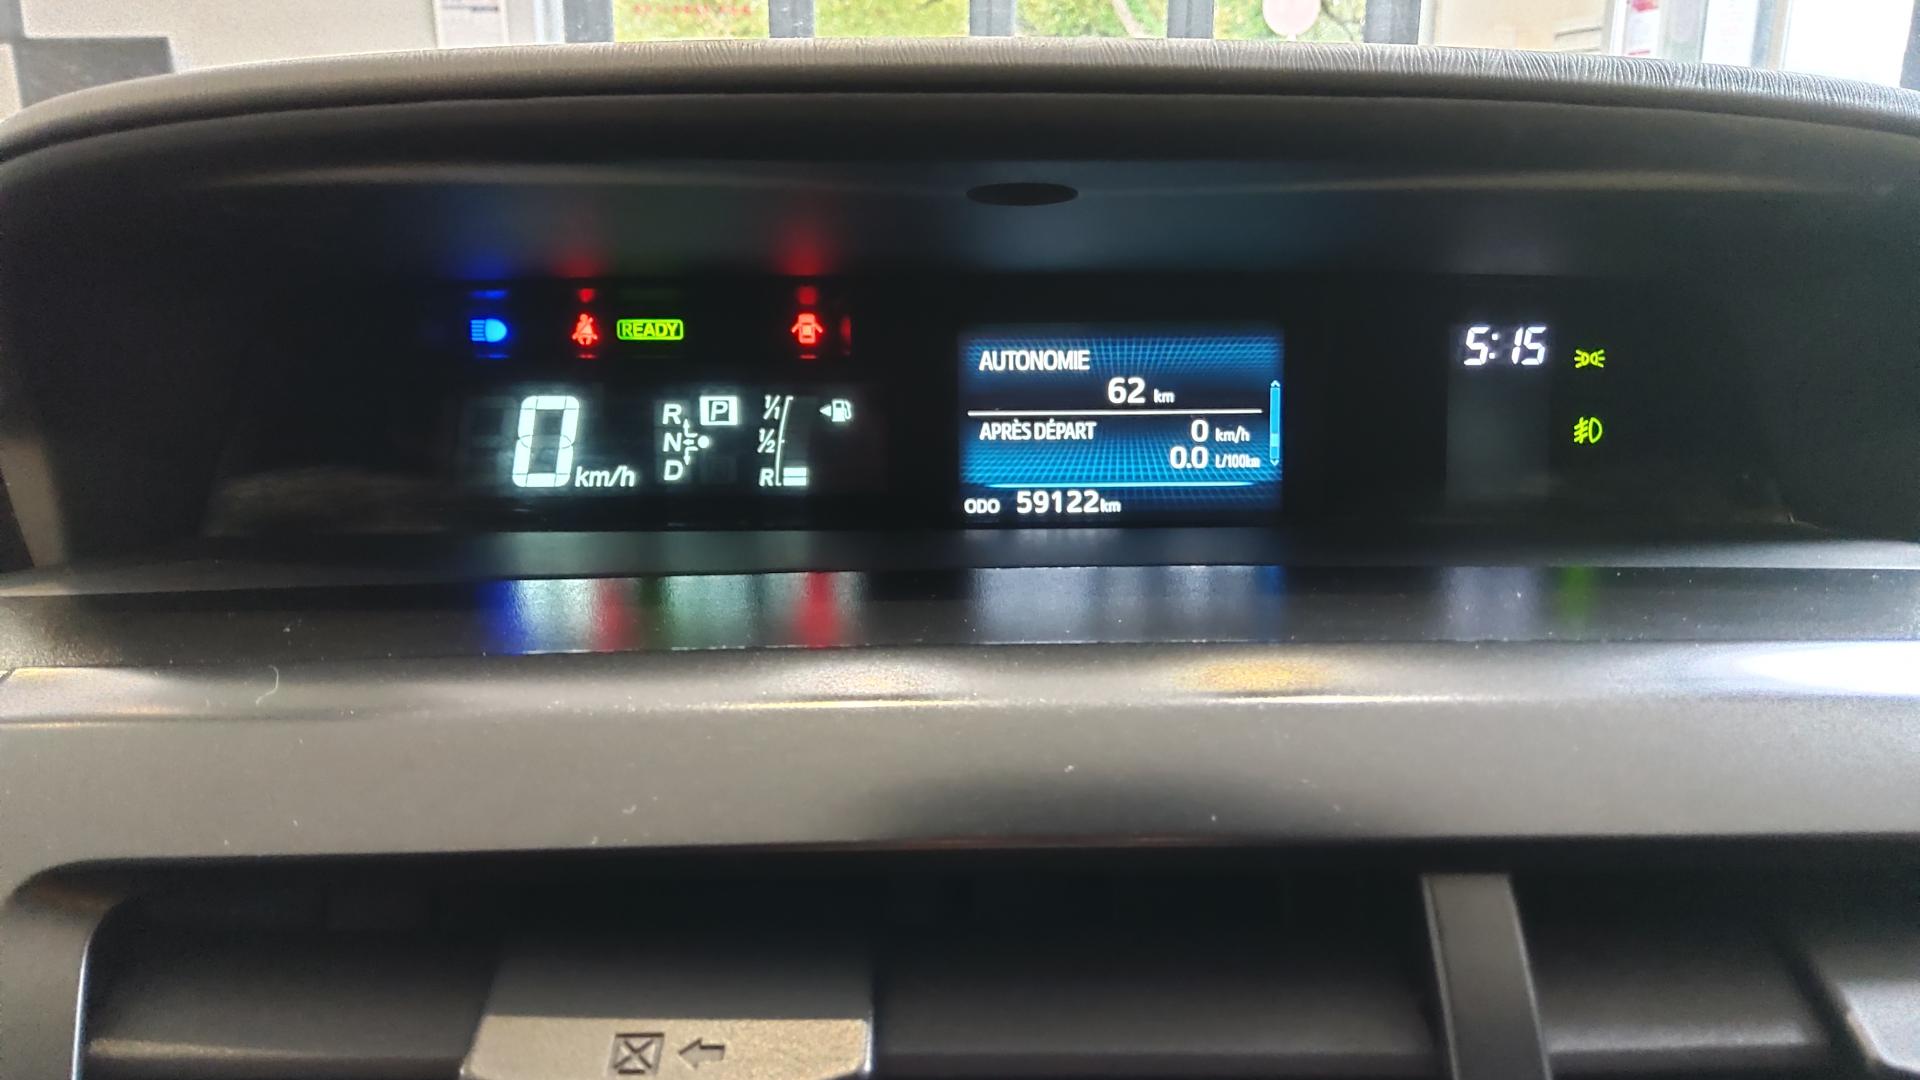 READY
0 km/h
R P
N
D
1/1
1/2
R
AUTONOMIE
62 km
APRÈS DÉPART 0 km/h
0.0 L/100km
ODO 59122km
5:15